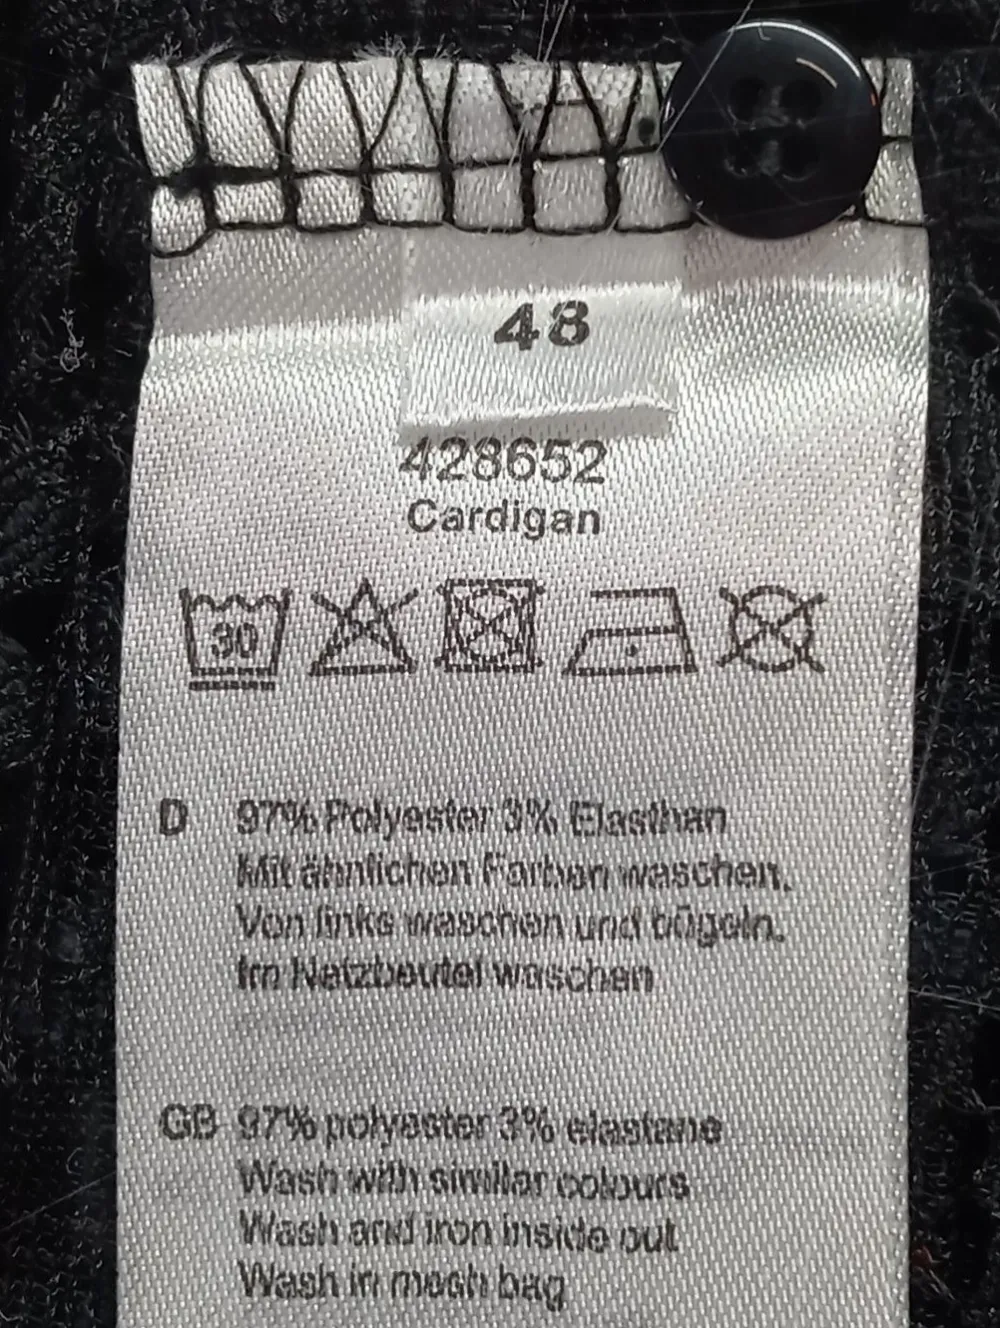 48
428652
Cardigan
30
D 97% Polyester 3% Elasthan
Mit ähnlichen Farben waschen.
Von links waschen und bügeln.
Im Netzbeutel waschen
GB 97% polyester 3% elastane
Wash with similar colours
Wash and iron inside out
Wash in mesh bag